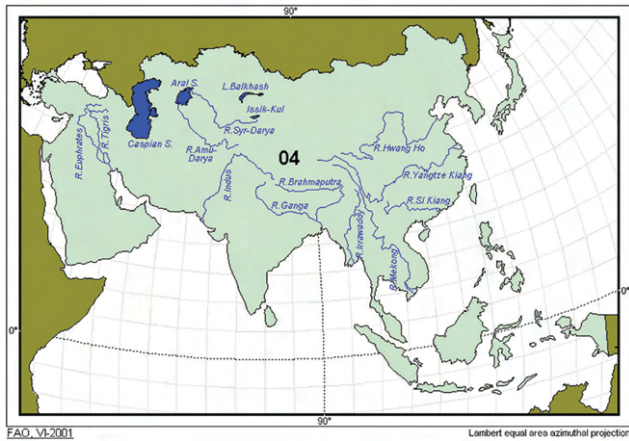 90°
Aral S.
L.Balkhash
Issik-Kul
R.Syr-Darya
Caspian S.
R.Amu-
Darya
R.Euphrates
R.Tigris
04
R.Hwang Ho
R.Yangtze Kiang
R.Indus
R.Brahmaputra
R.Ganga
R.Si Kiang
R.Irrawaddy
R.Mekong
0°
0°
90°
FAO, VI-2001
Lambert equal area azimuthal projection